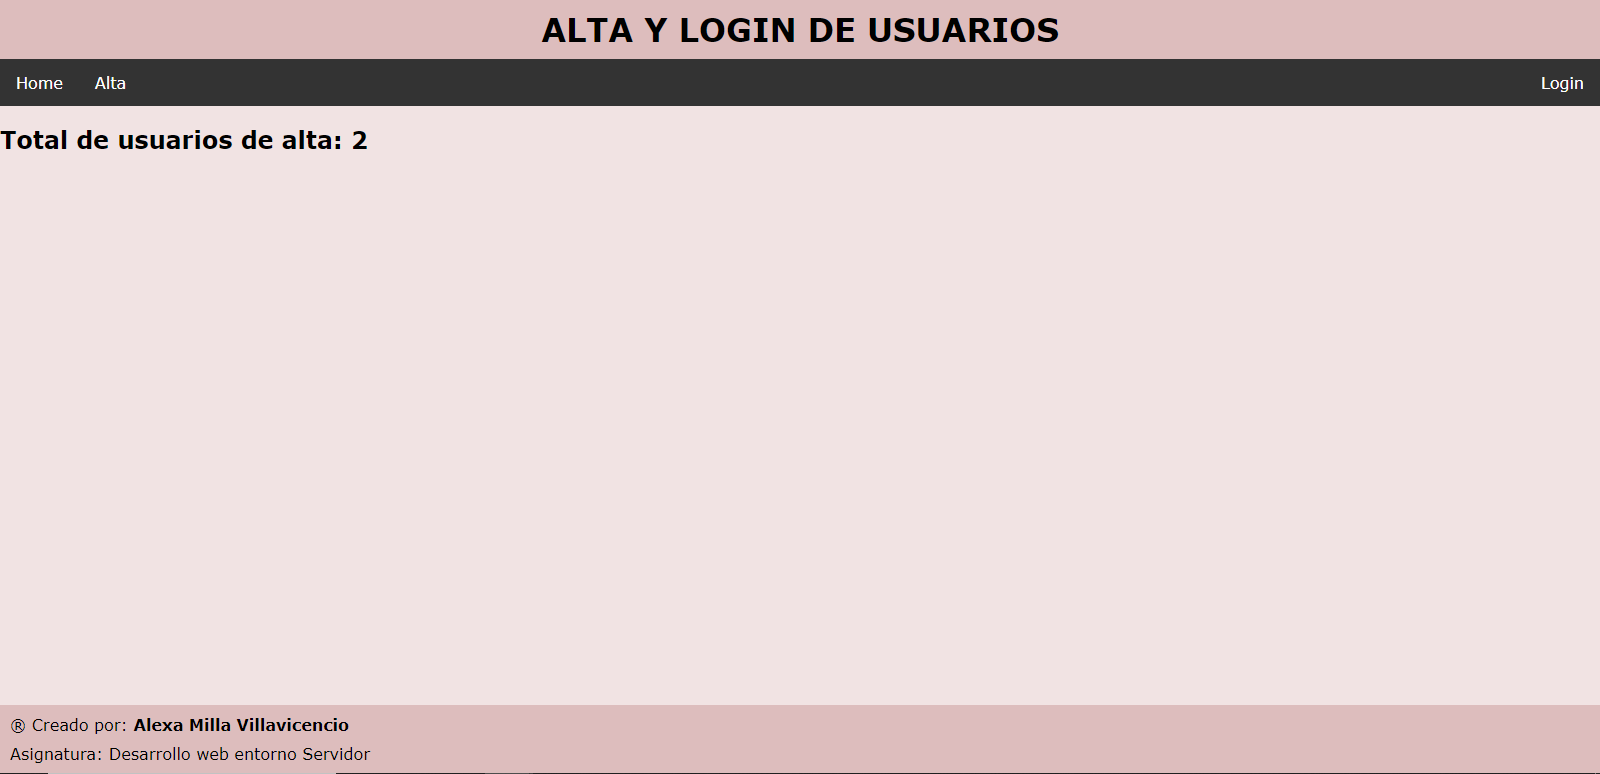 ALTA Y LOGIN DE USUARIOS
Home Alta Login
Total de usuarios de alta: 2
® Creado por: Alexa Milla Villavicencio
Asignatura: Desarrollo web entorno Servidor